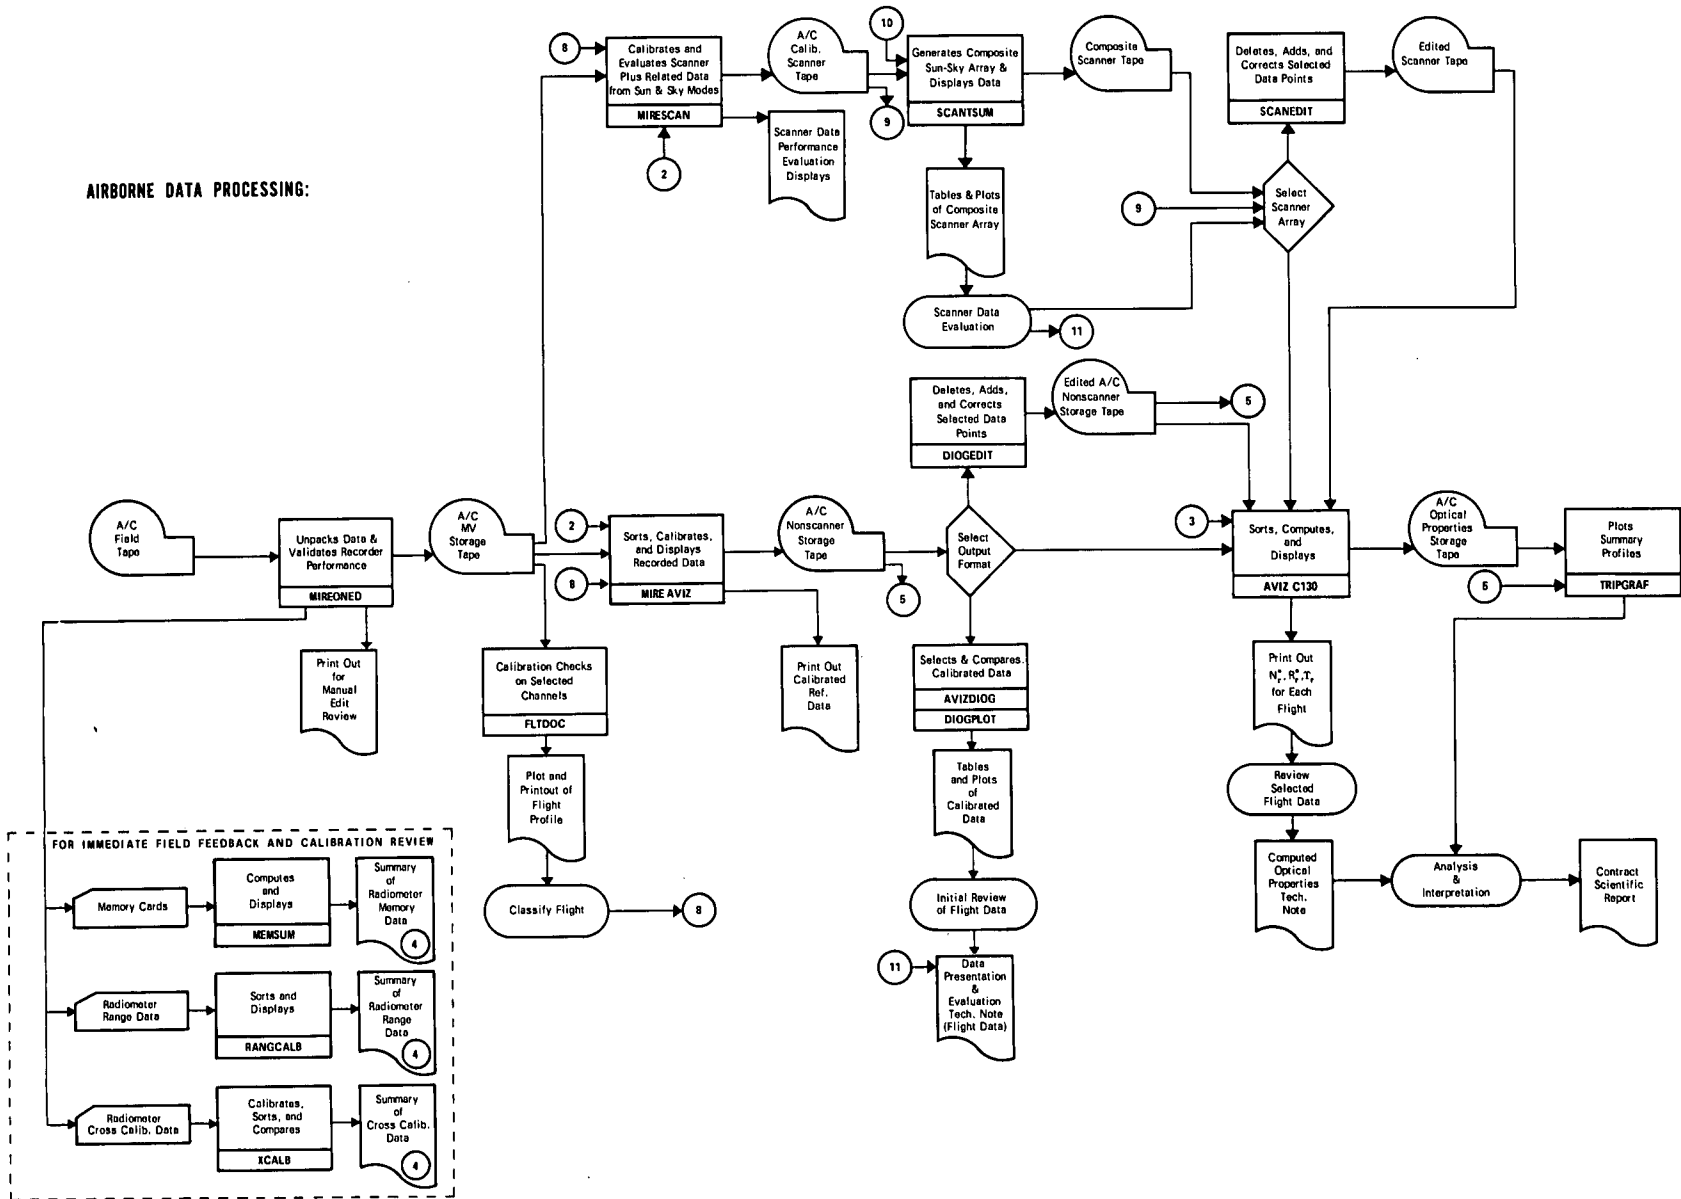 AIRBORNE DATA PROCESSING:
8
Calibrates and
Evaluates Scanner
Plus Related Data
from Sun & Sky Modes
MIRESCAN
2
A/C
Calib.
Scanner
Tape
9
Scanner Data
Performance
Evaluation
Displays
10
Generates Composite
Sun-Sky Array &
Displays Data
SCANTSUM
Tables & Plots
of Composite
Scanner Array
Scanner Data
Evaluation
11
Composite
Scanner Tape
9
Deletes, Adds, and
Corrects Selected
Data Points
SCANEDIT
Select
Scanner
Array
Edited
Scanner Tape
Deletes, Adds,
and Corrects
Selected Data
Points
DIOGEDIT
Edited A/C
Nonscanner
Storage Tape
5
A/C
Field
Tape
Unpacks Data &
Validates Recorder
Performance
MIREONED
Print Out
for
Manual
Edit
Review
A/C
MV
Storage
Tape
2
8
Sorts, Calibrates,
and Displays
Recorded Data
MIRE AVIZ
A/C
Nonscanner
Storage
Tape
5
Select
Output
Format
3
Sorts, Computes,
and
Displays
AVIZ C130
A/C
Optical
Properties
Storage
Tape
5
Plots
Summary
Profiles
TRIPGRAF
Calibration Checks
on Selected
Channels
FLTDOC
Plot and
Printout of
Flight
Profile
Classify Flight
8
Print Out
Calibrated
Ref.
Data
Selects & Compares.
Calibrated Data
AVIZDIOG
DIOGPLOT
Tables
and Plots
of
Calibrated
Data
Initial Review
of Flight Data
11
Data
Presentation
&
Evaluation
Tech. Note
(Flight Data)
Print Out
N*r, R*r, Tr
for Each
Flight
Review
Selected
Flight Data
Computed
Optical
Properties
Tech.
Note
Analysis
&
Interpretation
Contract
Scientific
Report
FOR IMMEDIATE FIELD FEEDBACK AND CALIBRATION REVIEW
Memory Cards
Computes
and
Displays
MEMSUM
Summary
of
Radiometer
Memory
Data
4
Radiometer
Range Data
Sorts and
Displays
RANGCALB
Summary
of
Radiometer
Range
Data
4
Radiometer
Cross Calib. Data
Calibrates,
Sorts, and
Compares
XCALB
Summary
of
Cross Calib.
Data
4